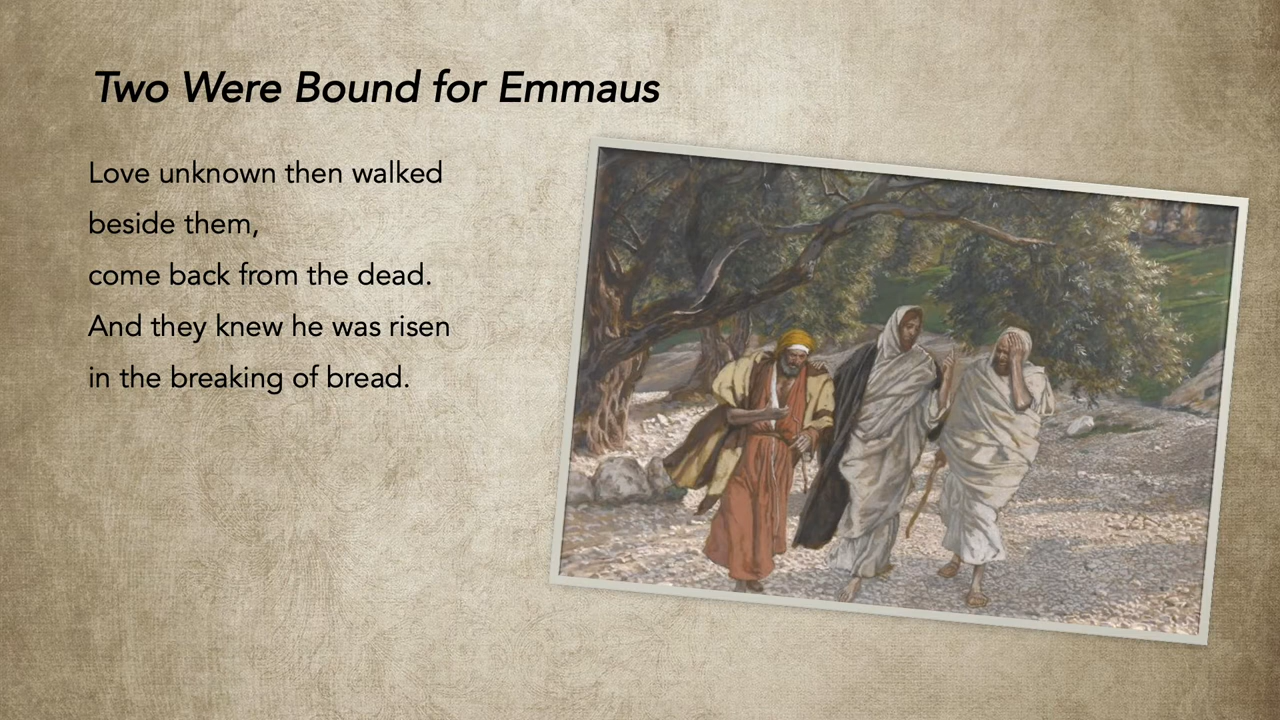 Two Were Bound for Emmaus
Love unknown then walked
beside them,
come back from the dead.
And they knew he was risen
in the breaking of bread.